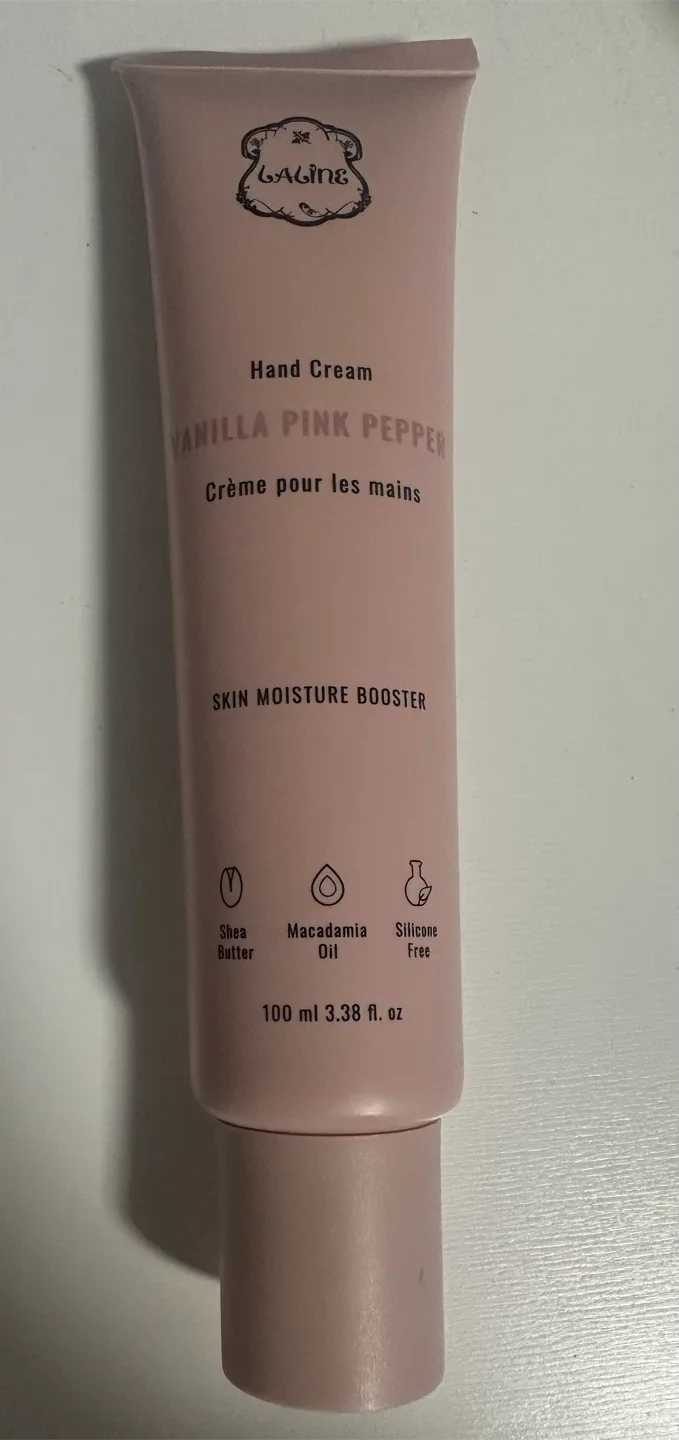 LALINE
Hand Cream
VANILLA PINK PEPPER
Crème pour les mains
SKIN MOISTURE BOOSTER
Shea Butter
Macadamia Oil
Silicone Free
100 ml 3.38 fl. oz